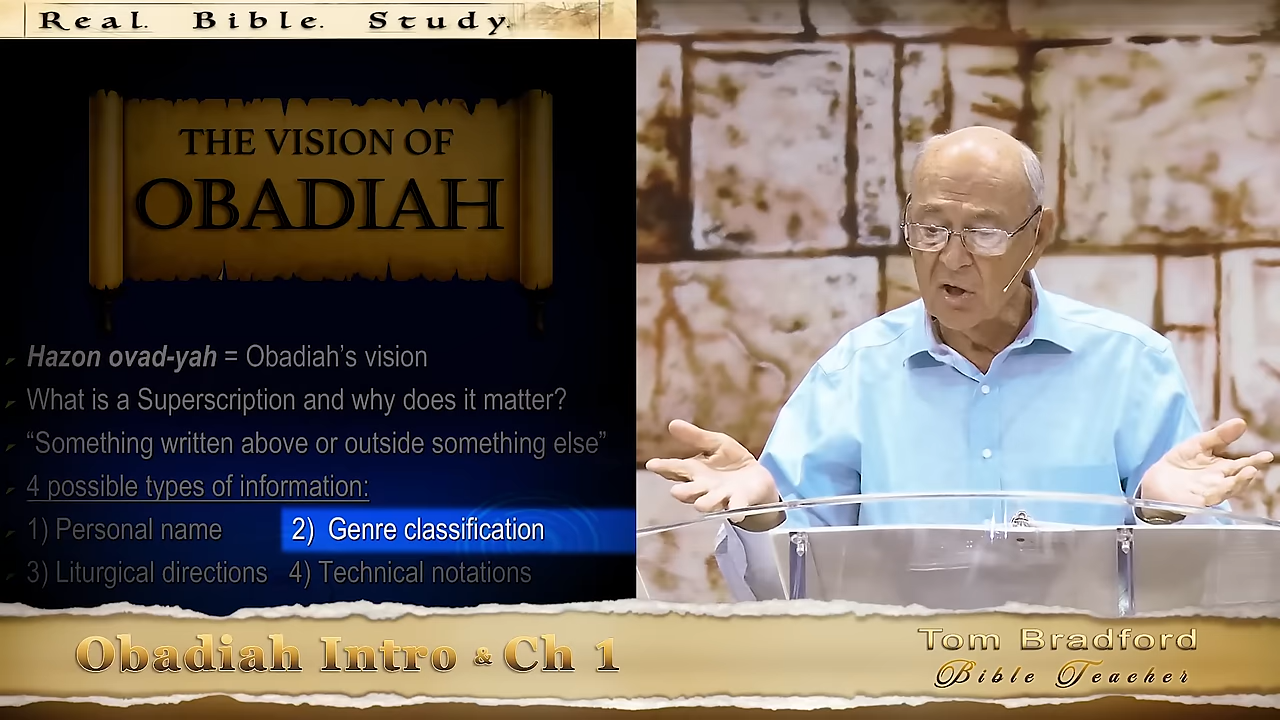 Real. Bible. Study.
THE VISION OF
OBADIAH
Hazon ovad-yah = Obadiah's vision
What is a Superscription and why does it matter?
“Something written above or outside something else”
4 possible types of information:
1) Personal name 2) Genre classification
3) Liturgical directions 4) Technical notations
Obadiah Intro & Ch 1
Tom Bradford
Bible Teacher